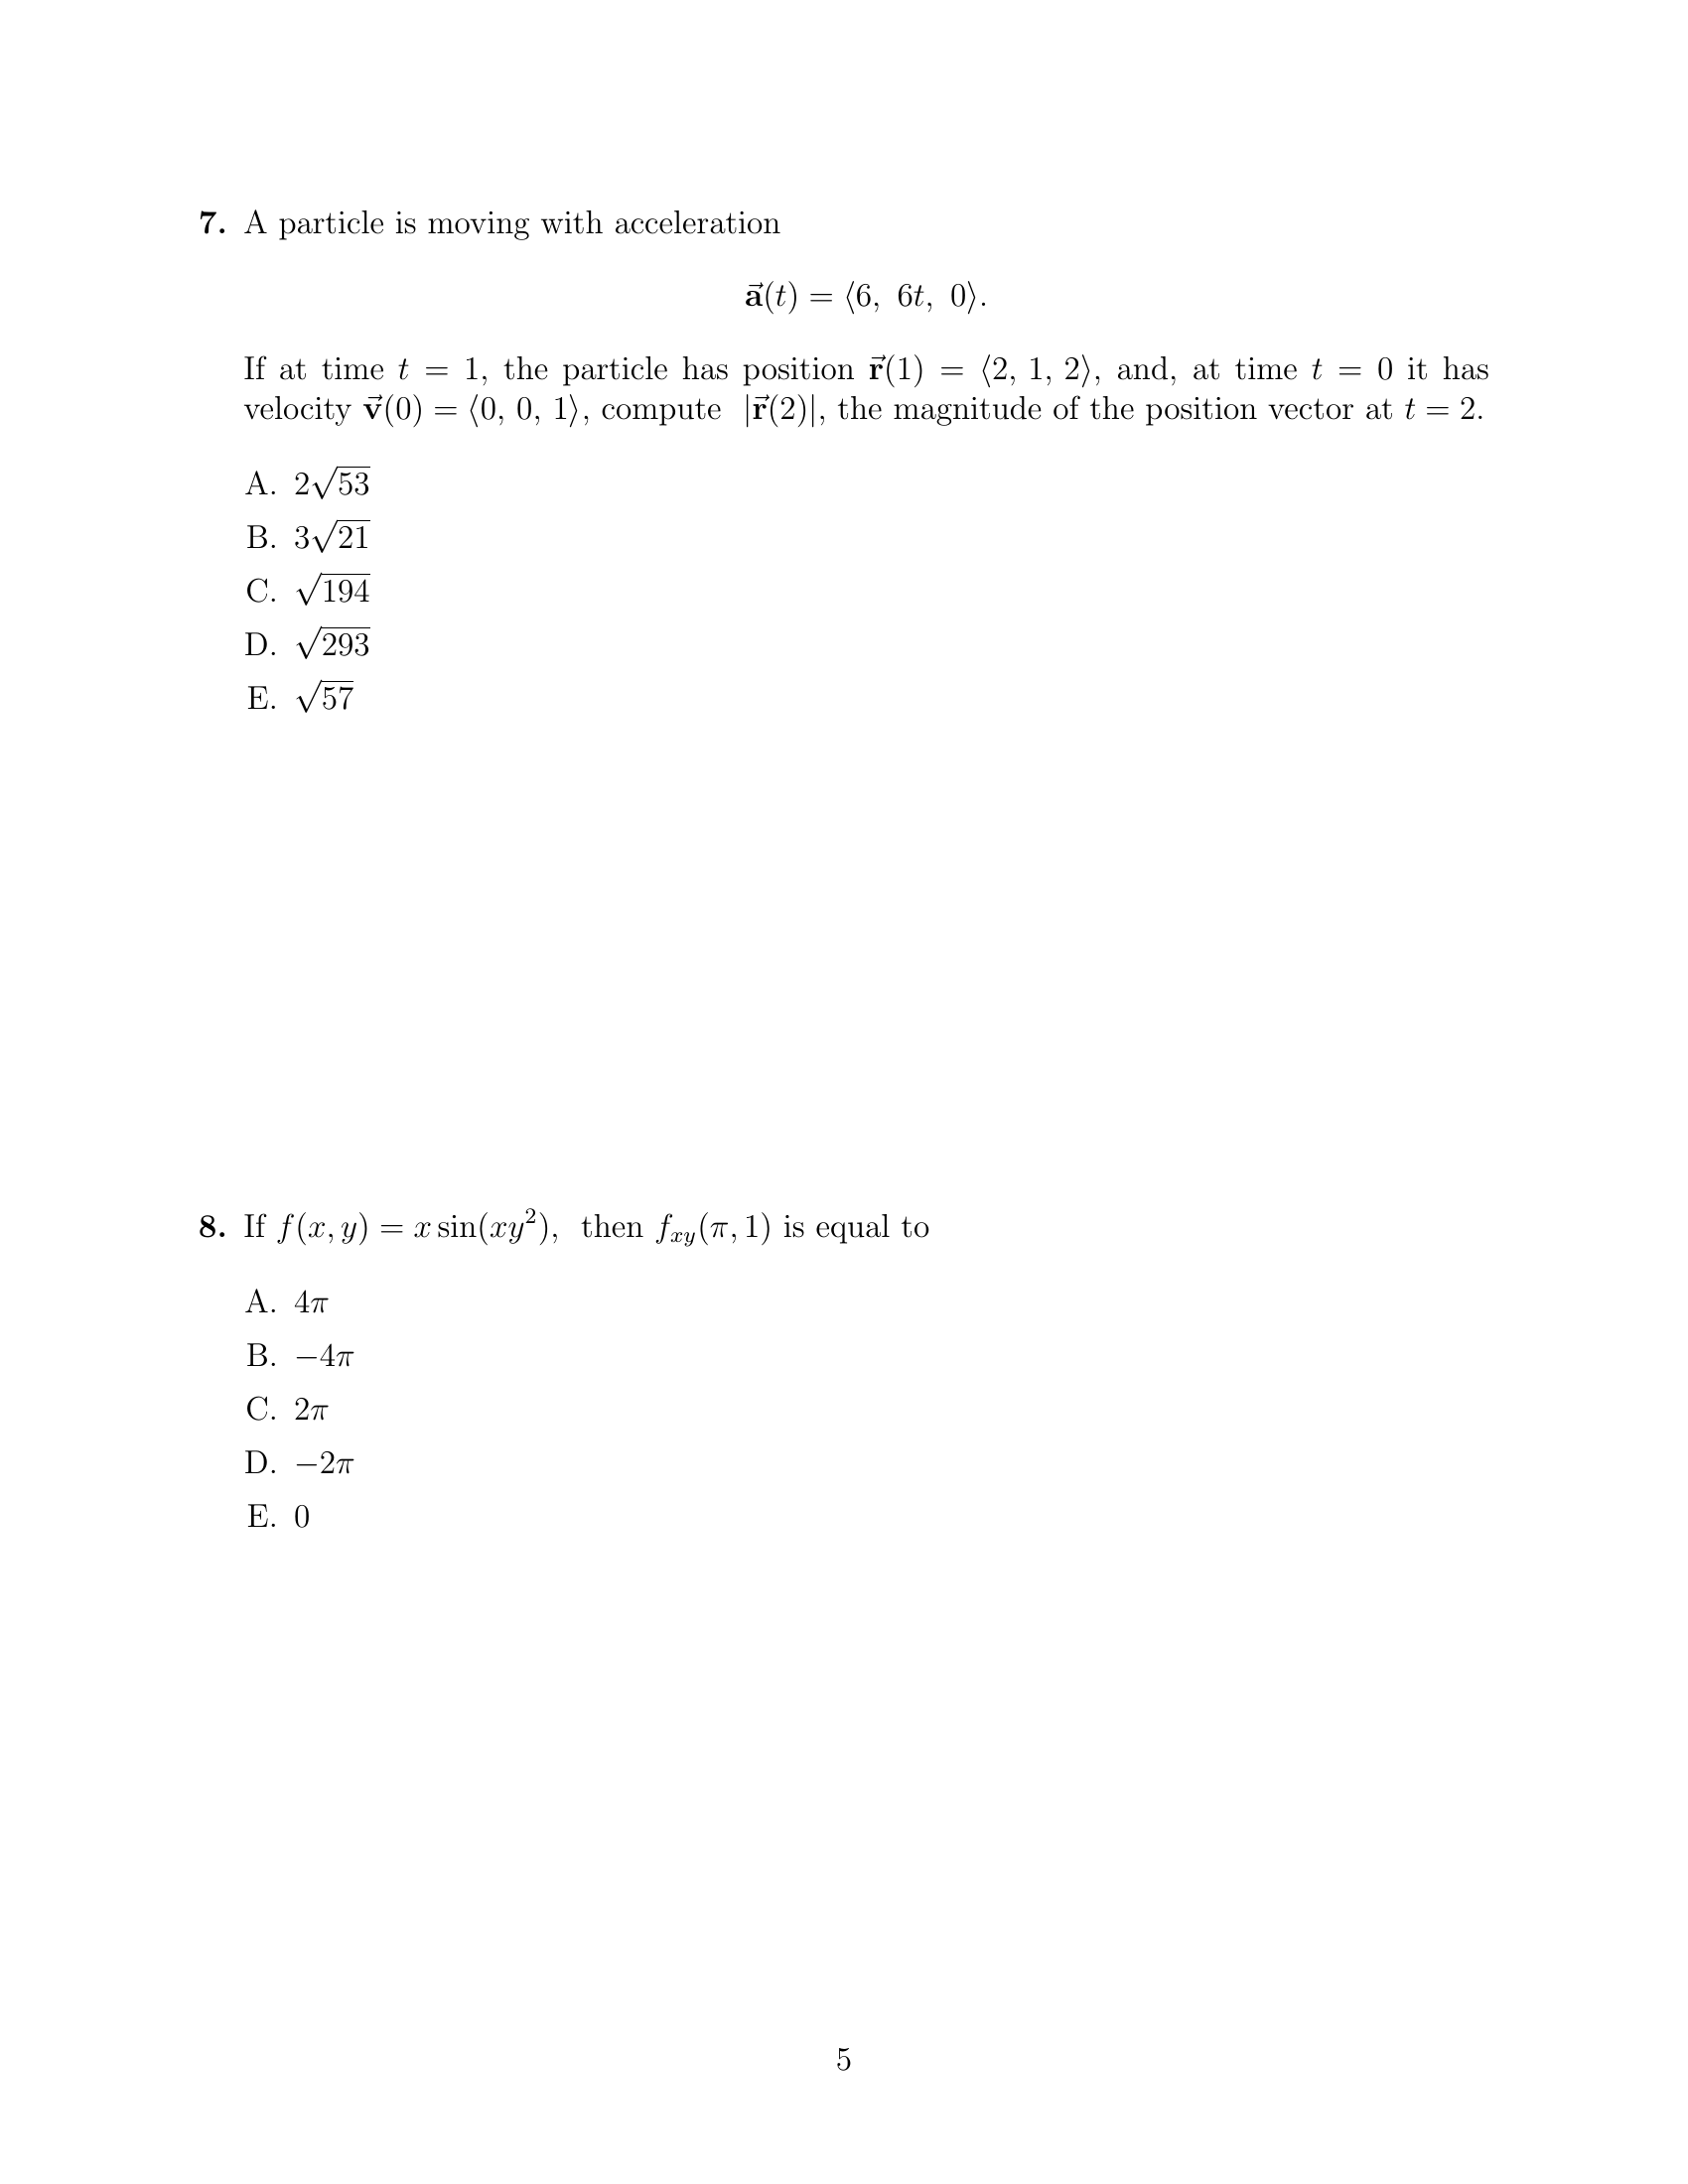 7. A particle is moving with acceleration
$\vec{\mathbf{a}}(t) = \langle 6,\ 6t,\ 0\rangle.$
If at time $t = 1$, the particle has position $\vec{\mathbf{r}}(1) = \langle 2, 1, 2\rangle$, and, at time $t = 0$ it has
velocity $\vec{\mathbf{v}}(0) = \langle 0, 0, 1\rangle$, compute $|\vec{\mathbf{r}}(2)|$, the magnitude of the position vector at $t = 2$.
A. $2\sqrt{53}$
B. $3\sqrt{21}$
C. $\sqrt{194}$
D. $\sqrt{293}$
E. $\sqrt{57}$
8. If $f(x, y) = x \sin(xy^2)$, then $f_{xy}(\pi, 1)$ is equal to
A. $4\pi$
B. $-4\pi$
C. $2\pi$
D. $-2\pi$
E. 0
5